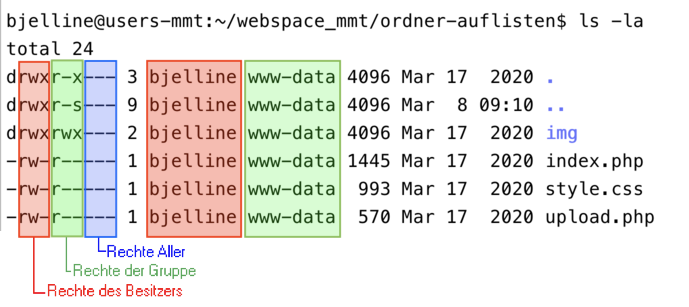 bjelline@users-mmt:~/webspace_mmt/ordner-auflisten$ ls -la
total 24
drwxr-x--- 3 bjelline www-data 4096 Mar 17 2020 .
drwxr-s--- 9 bjelline www-data 4096 Mar 8 09:10 ..
drwxrwx--- 2 bjelline www-data 4096 Mar 17 2020 img
-rw-r----- 1 bjelline www-data 1445 Mar 17 2020 index.php
-rw-r----- 1 bjelline www-data 993 Mar 17 2020 style.css
-rw-r----- 1 bjelline www-data 570 Mar 17 2020 upload.php
Rechte Aller
Rechte der Gruppe
Rechte des Besitzers